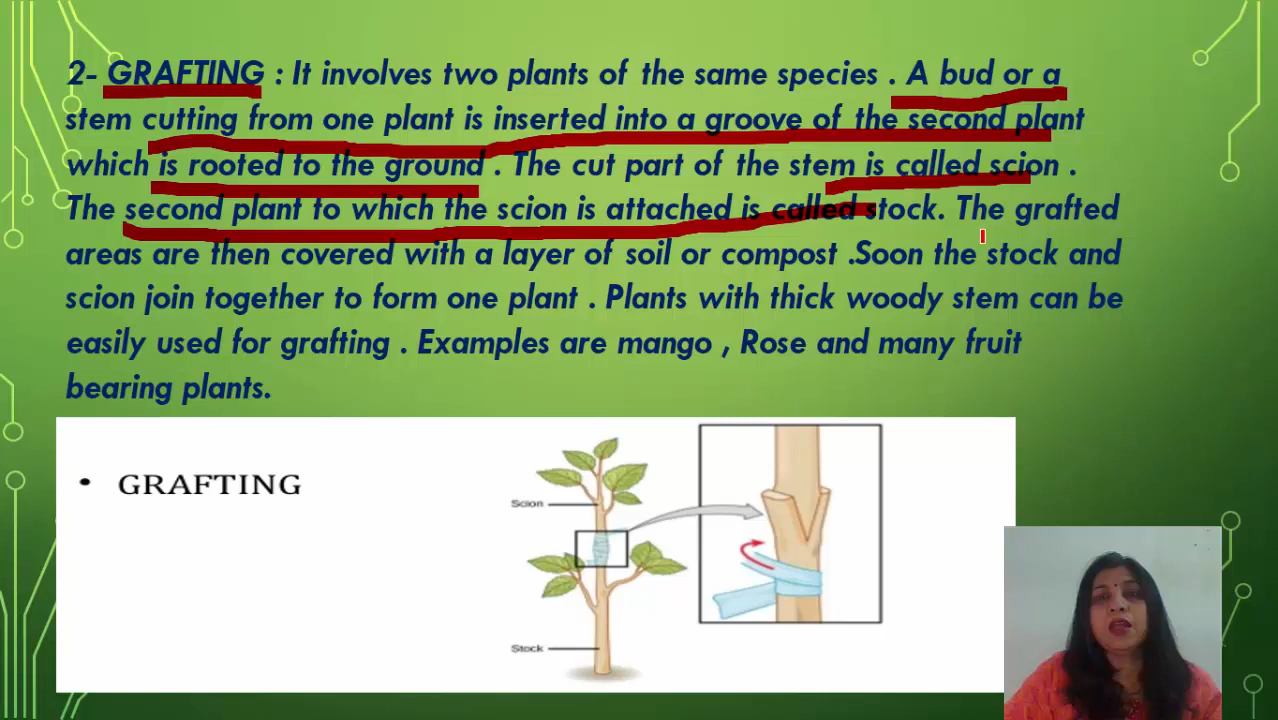 2- GRAFTING : It involves two plants of the same species . A bud or a
stem cutting from one plant is inserted into a groove of the second plant
which is rooted to the ground . The cut part of the stem is called scion .
The second plant to which the scion is attached is called stock. The grafted
areas are then covered with a layer of soil or compost .Soon the stock and
scion join together to form one plant . Plants with thick woody stem can be
easily used for grafting . Examples are mango , Rose and many fruit
bearing plants.
• GRAFTING
Scion
Stock